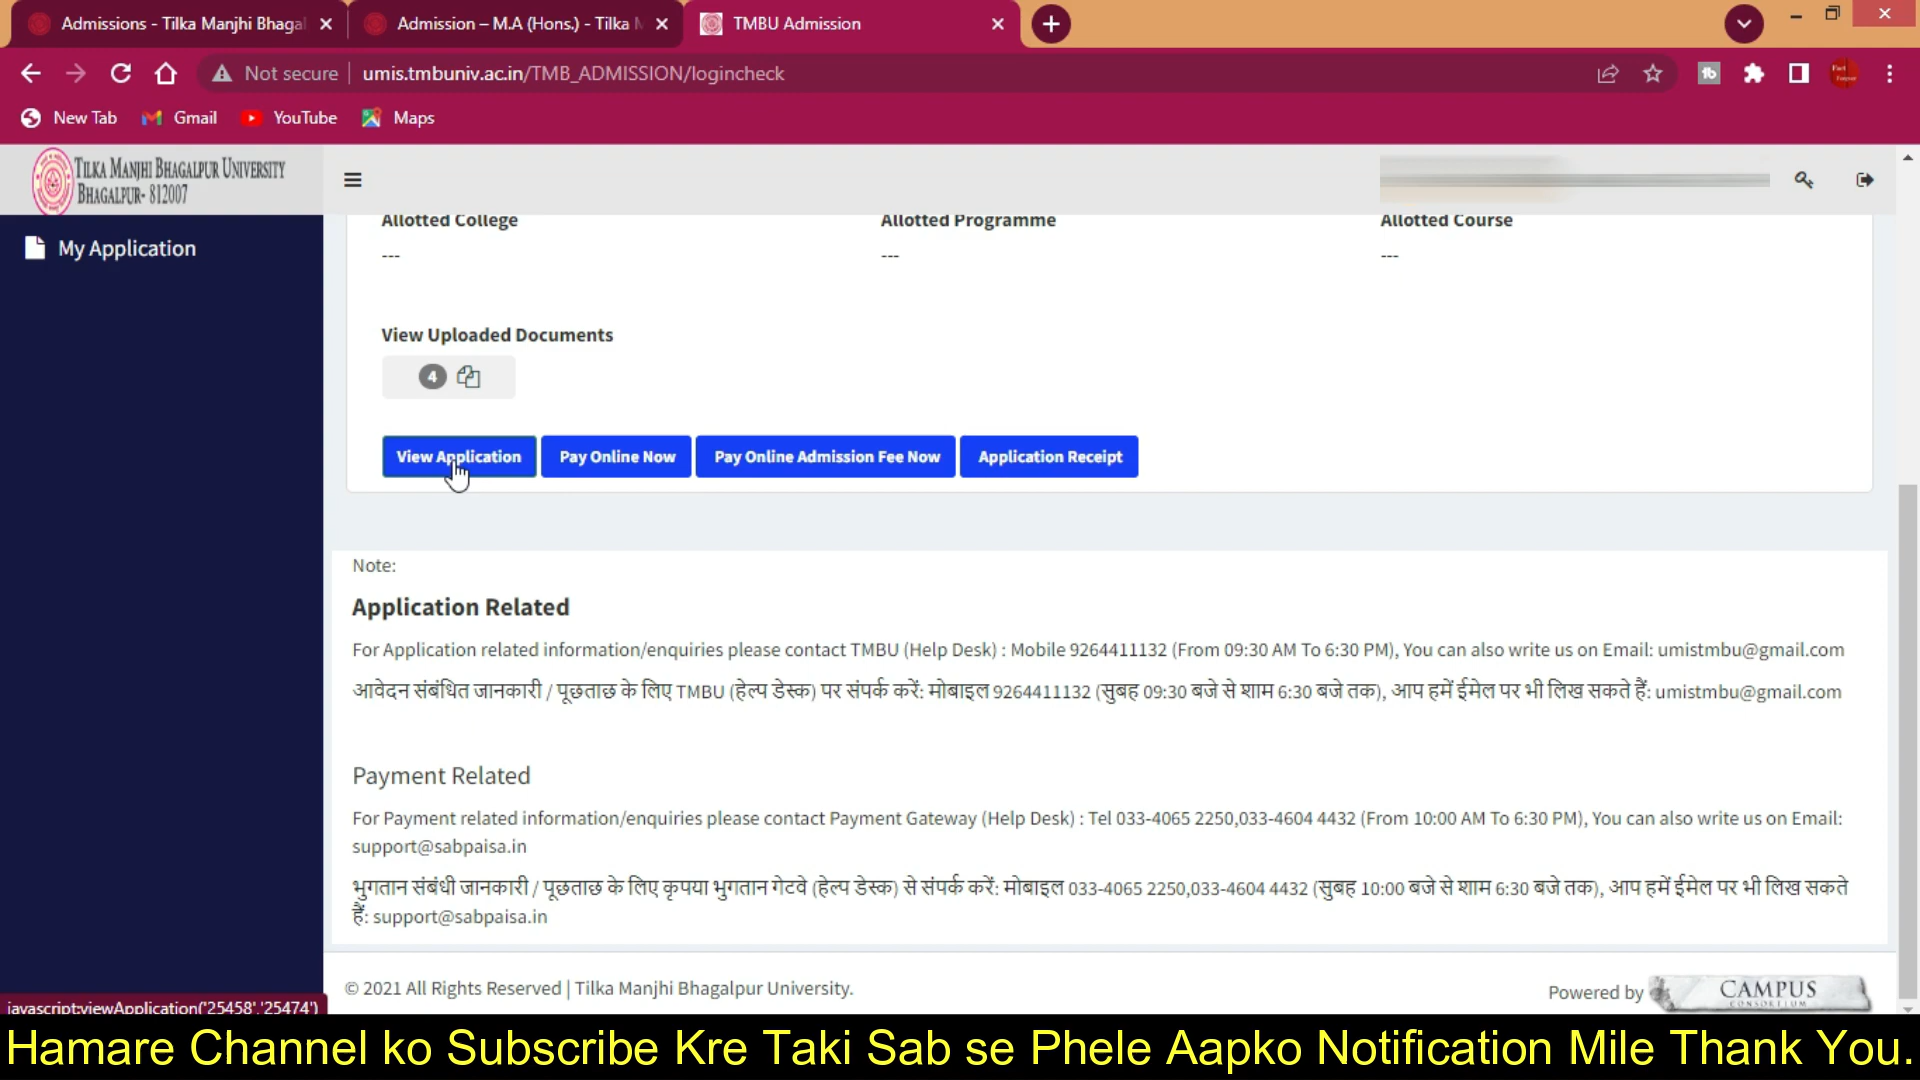 Admissions - Tilka Manjhi Bhagal
Admission – M.A (Hons.) - Tilka M
TMBU Admission
Not secure
umis.tmbuniv.ac.in/TMB_ADMISSION/logincheck
New Tab
Gmail
YouTube
Maps
TILKA MANJHI BHAGALPUR UNIVERSITY
BHAGALPUR- 812007
My Application
Allotted College
Allotted Programme
Allotted Course
---
---
---
View Uploaded Documents
4
View Application
Pay Online Now
Pay Online Admission Fee Now
Application Receipt
Note:
Application Related
For Application related information/enquiries please contact TMBU (Help Desk) : Mobile 9264411132 (From 09:30 AM To 6:30 PM), You can also write us on Email: umistmbu@gmail.com
आवेदन संबंधित जानकारी / पूछताछ के लिए TMBU (हेल्प डेस्क) पर संपर्क करें: मोबाइल 9264411132 (सुबह 09:30 बजे से शाम 6:30 बजे तक), आप हमें ईमेल पर भी लिख सकते हैं: umistmbu@gmail.com
Payment Related
For Payment related information/enquiries please contact Payment Gateway (Help Desk) : Tel 033-4065 2250,033-4604 4432 (From 10:00 AM To 6:30 PM), You can also write us on Email:
support@sabpaisa.in
भुगतान संबंधी जानकारी / पूछताछ के लिए कृपया भुगतान गेटवे (हेल्प डेस्क) से संपर्क करें: मोबाइल 033-4065 2250,033-4604 4432 (सुबह 10:00 बजे से शाम 6:30 बजे तक), आप हमें ईमेल पर भी लिख सकते
हैं: support@sabpaisa.in
© 2021 All Rights Reserved | Tilka Manjhi Bhagalpur University.
Powered by
CAMPUS
CONSORTIUM
javascript:viewApplication('25458','25474')
Hamare Channel ko Subscribe Kre Taki Sab se Phele Aapko Notification Mile Thank You.